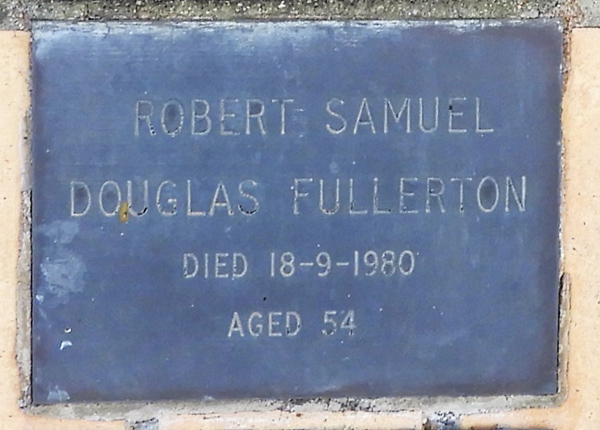 ROBERT SAMUEL
DOUGLAS FULLERTON
DIED 18-9-1980
AGED 54